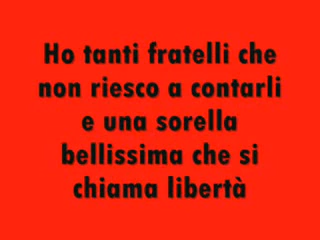 Ho tanti fratelli che
non riesco a contarli
e una sorella
bellissima che si
chiama libertà